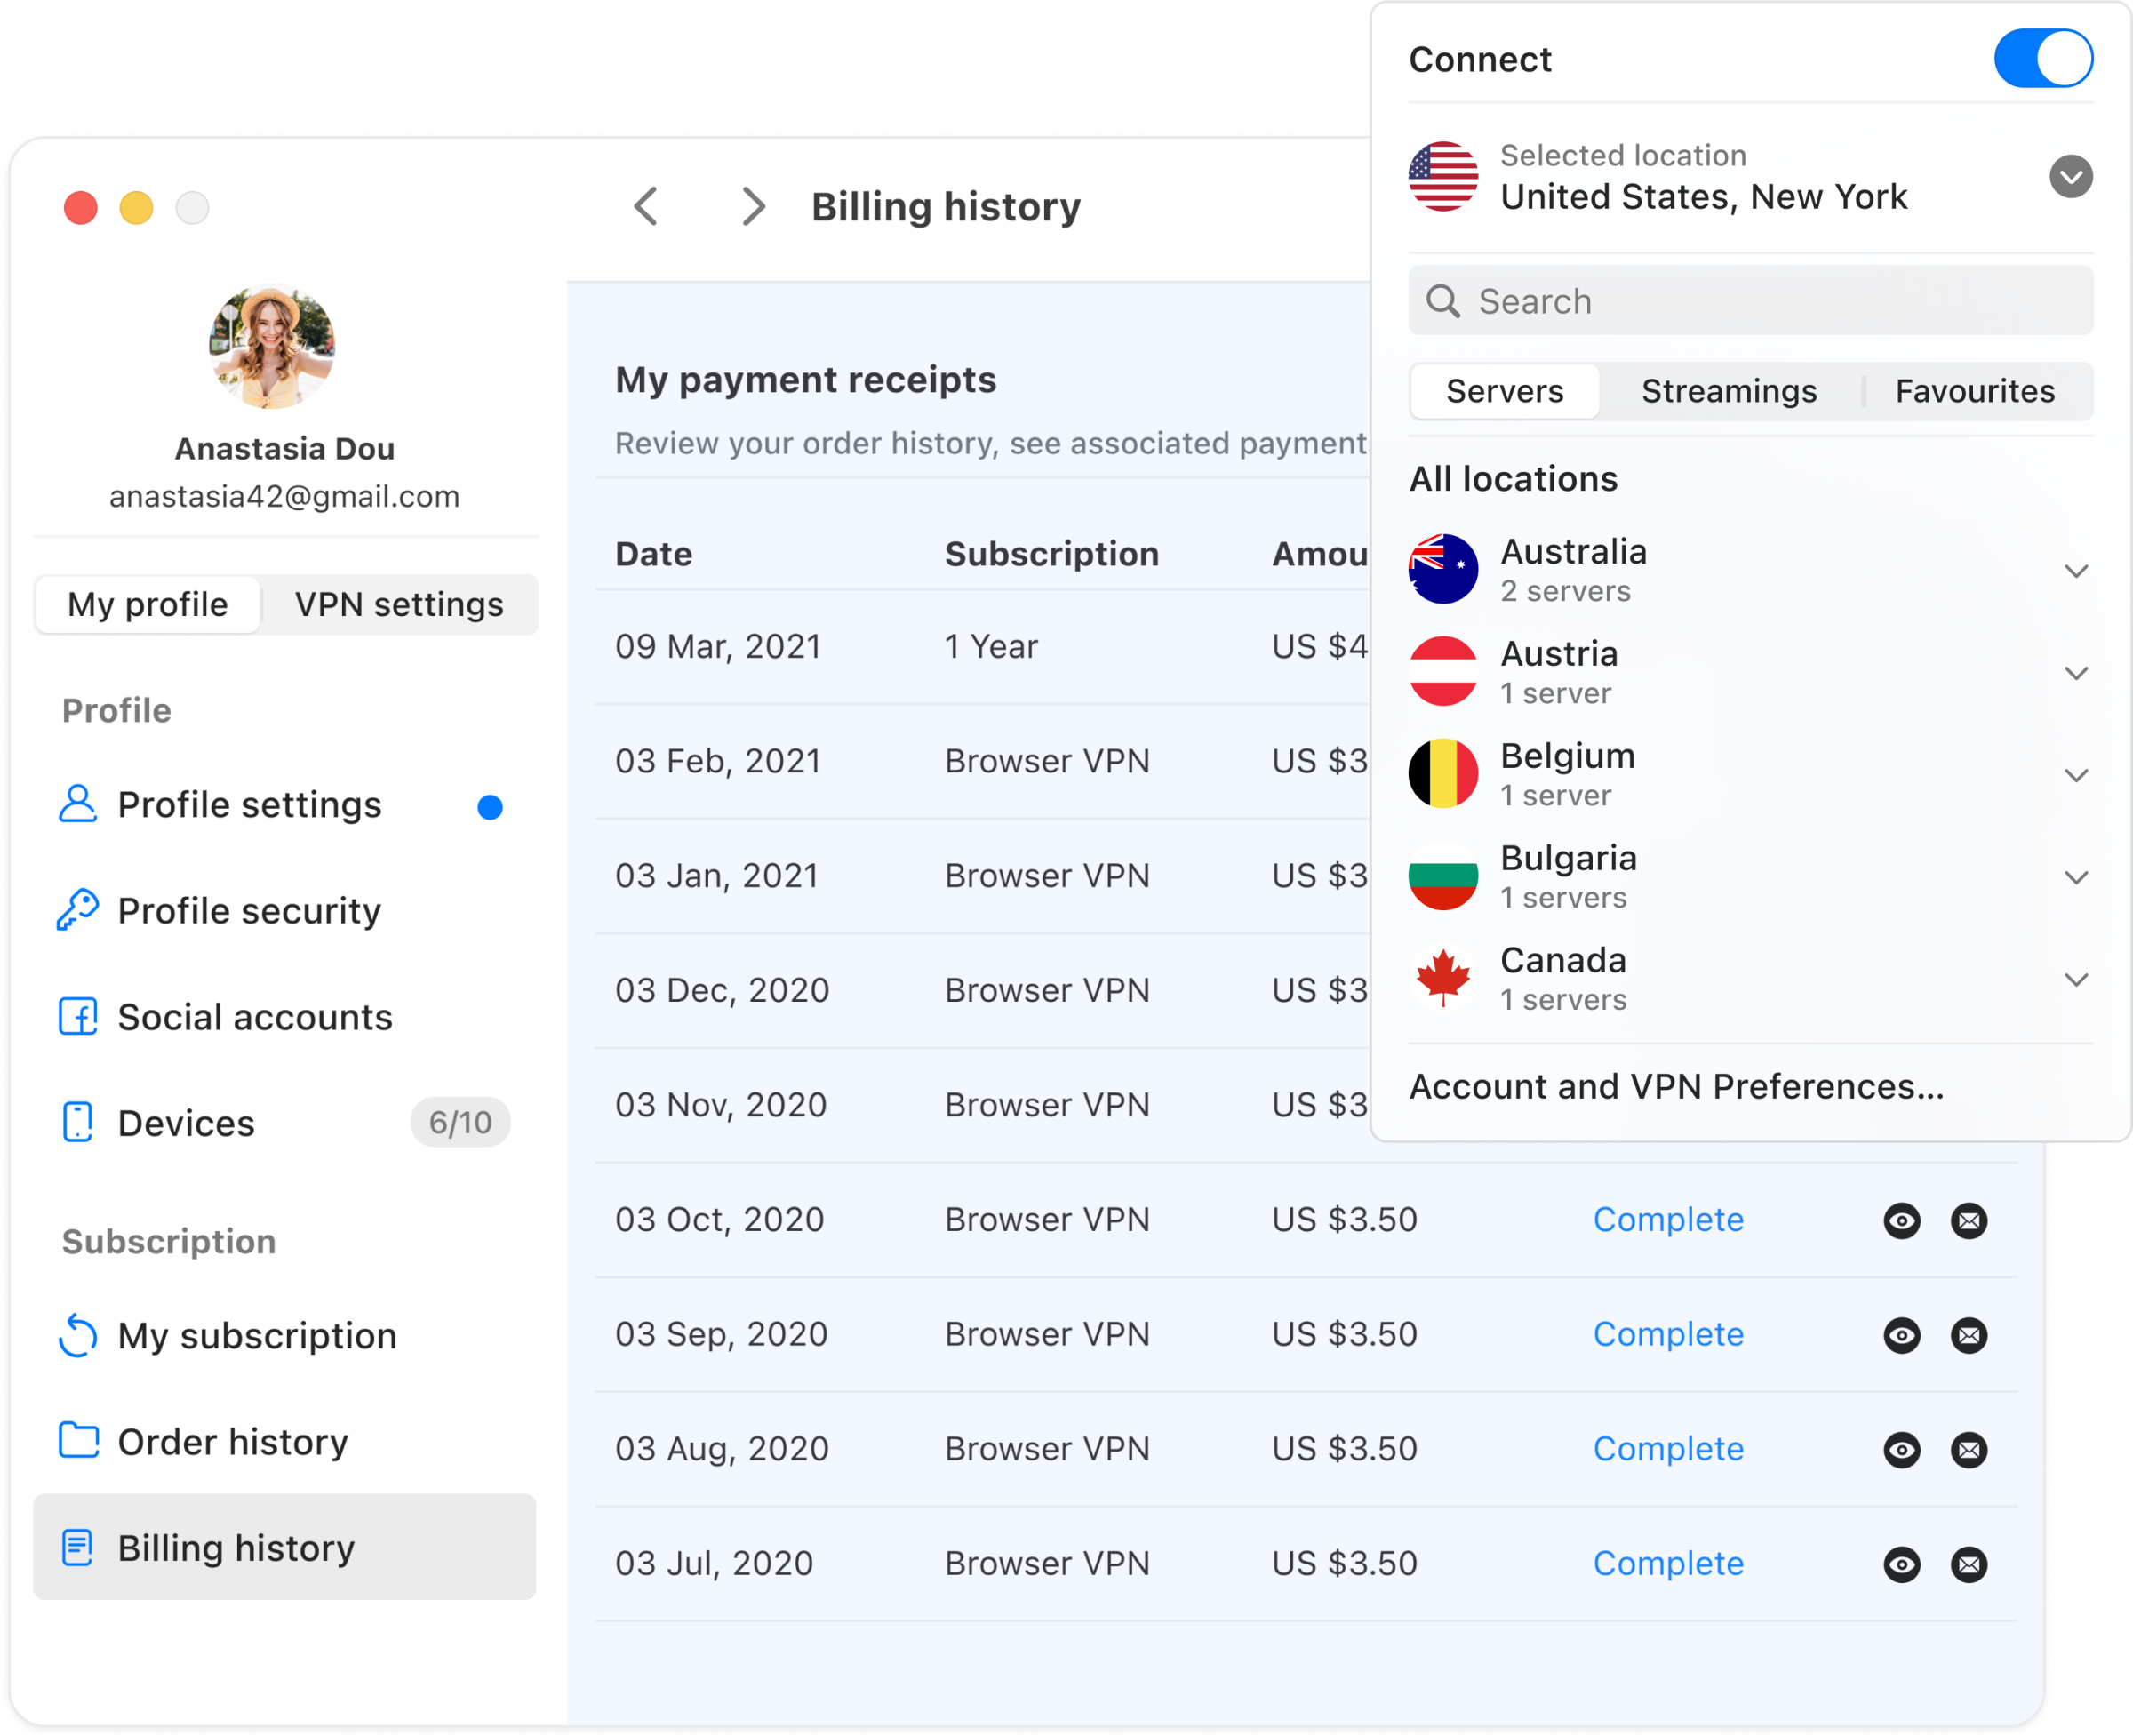 Billing history
Anastasia Dou
anastasia42@gmail.com
My profile VPN settings
Profile
Profile settings
Profile security
Social accounts
Devices 6/10
Subscription
My subscription
Order history
Billing history
My payment receipts
Review your order history, see associated payment
Date Subscription Amou
09 Mar, 2021 1 Year US $4
03 Feb, 2021 Browser VPN US $3
03 Jan, 2021 Browser VPN US $3
03 Dec, 2020 Browser VPN US $3
03 Nov, 2020 Browser VPN US $3
03 Oct, 2020 Browser VPN US $3.50 Complete
03 Sep, 2020 Browser VPN US $3.50 Complete
03 Aug, 2020 Browser VPN US $3.50 Complete
03 Jul, 2020 Browser VPN US $3.50 Complete
Connect
Selected location
United States, New York
Search
Servers Streamings Favourites
All locations
Australia
2 servers
Austria
1 server
Belgium
1 server
Bulgaria
1 servers
Canada
1 servers
Account and VPN Preferences...